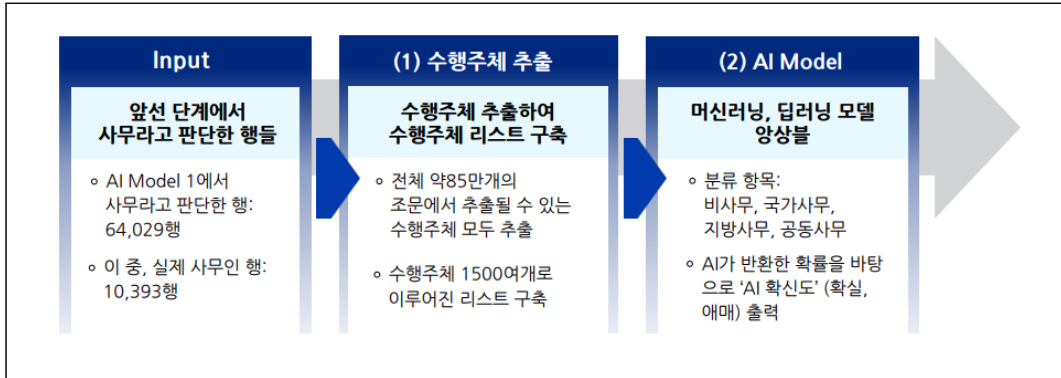 Input
앞선 단계에서
사무라고 판단한 행들
◦ AI Model 1에서
사무라고 판단한 행:
64,029행
◦ 이 중, 실제 사무인 행:
10,393행
(1) 수행주체 추출
수행주체 추출하여
수행주체 리스트 구축
◦ 전체 약85만개의
조문에서 추출될 수 있는
수행주체 모두 추출
◦ 수행주체 1500여개로
이루어진 리스트 구축
(2) AI Model
머신러닝, 딥러닝 모델
앙상블
◦ 분류 항목:
비사무, 국가사무,
지방사무, 공동사무
◦ AI가 반환한 확률을 바탕
으로 ‘AI 확신도’ (확실,
애매) 출력